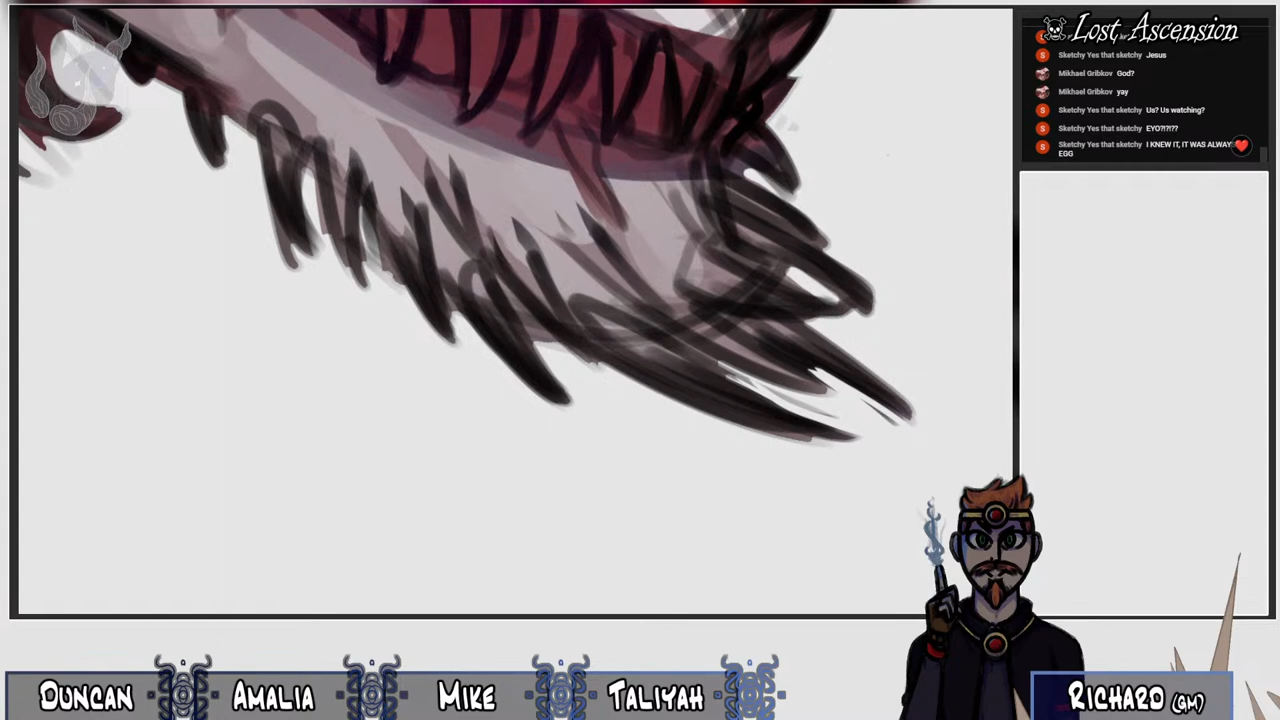 Lost Ascension
Sketchy Yes that sketchy Jesus
Mikhael Gribkov God?
Mikhael Gribkov yay
Sketchy Yes that sketchy Us? Us watching?
Sketchy Yes that sketchy EYO?!?!??
Sketchy Yes that sketchy I KNEW IT, IT WAS ALWAY
EGG
DUNCAN AMALIA MIKE TALIYAH RICHARD (GM)